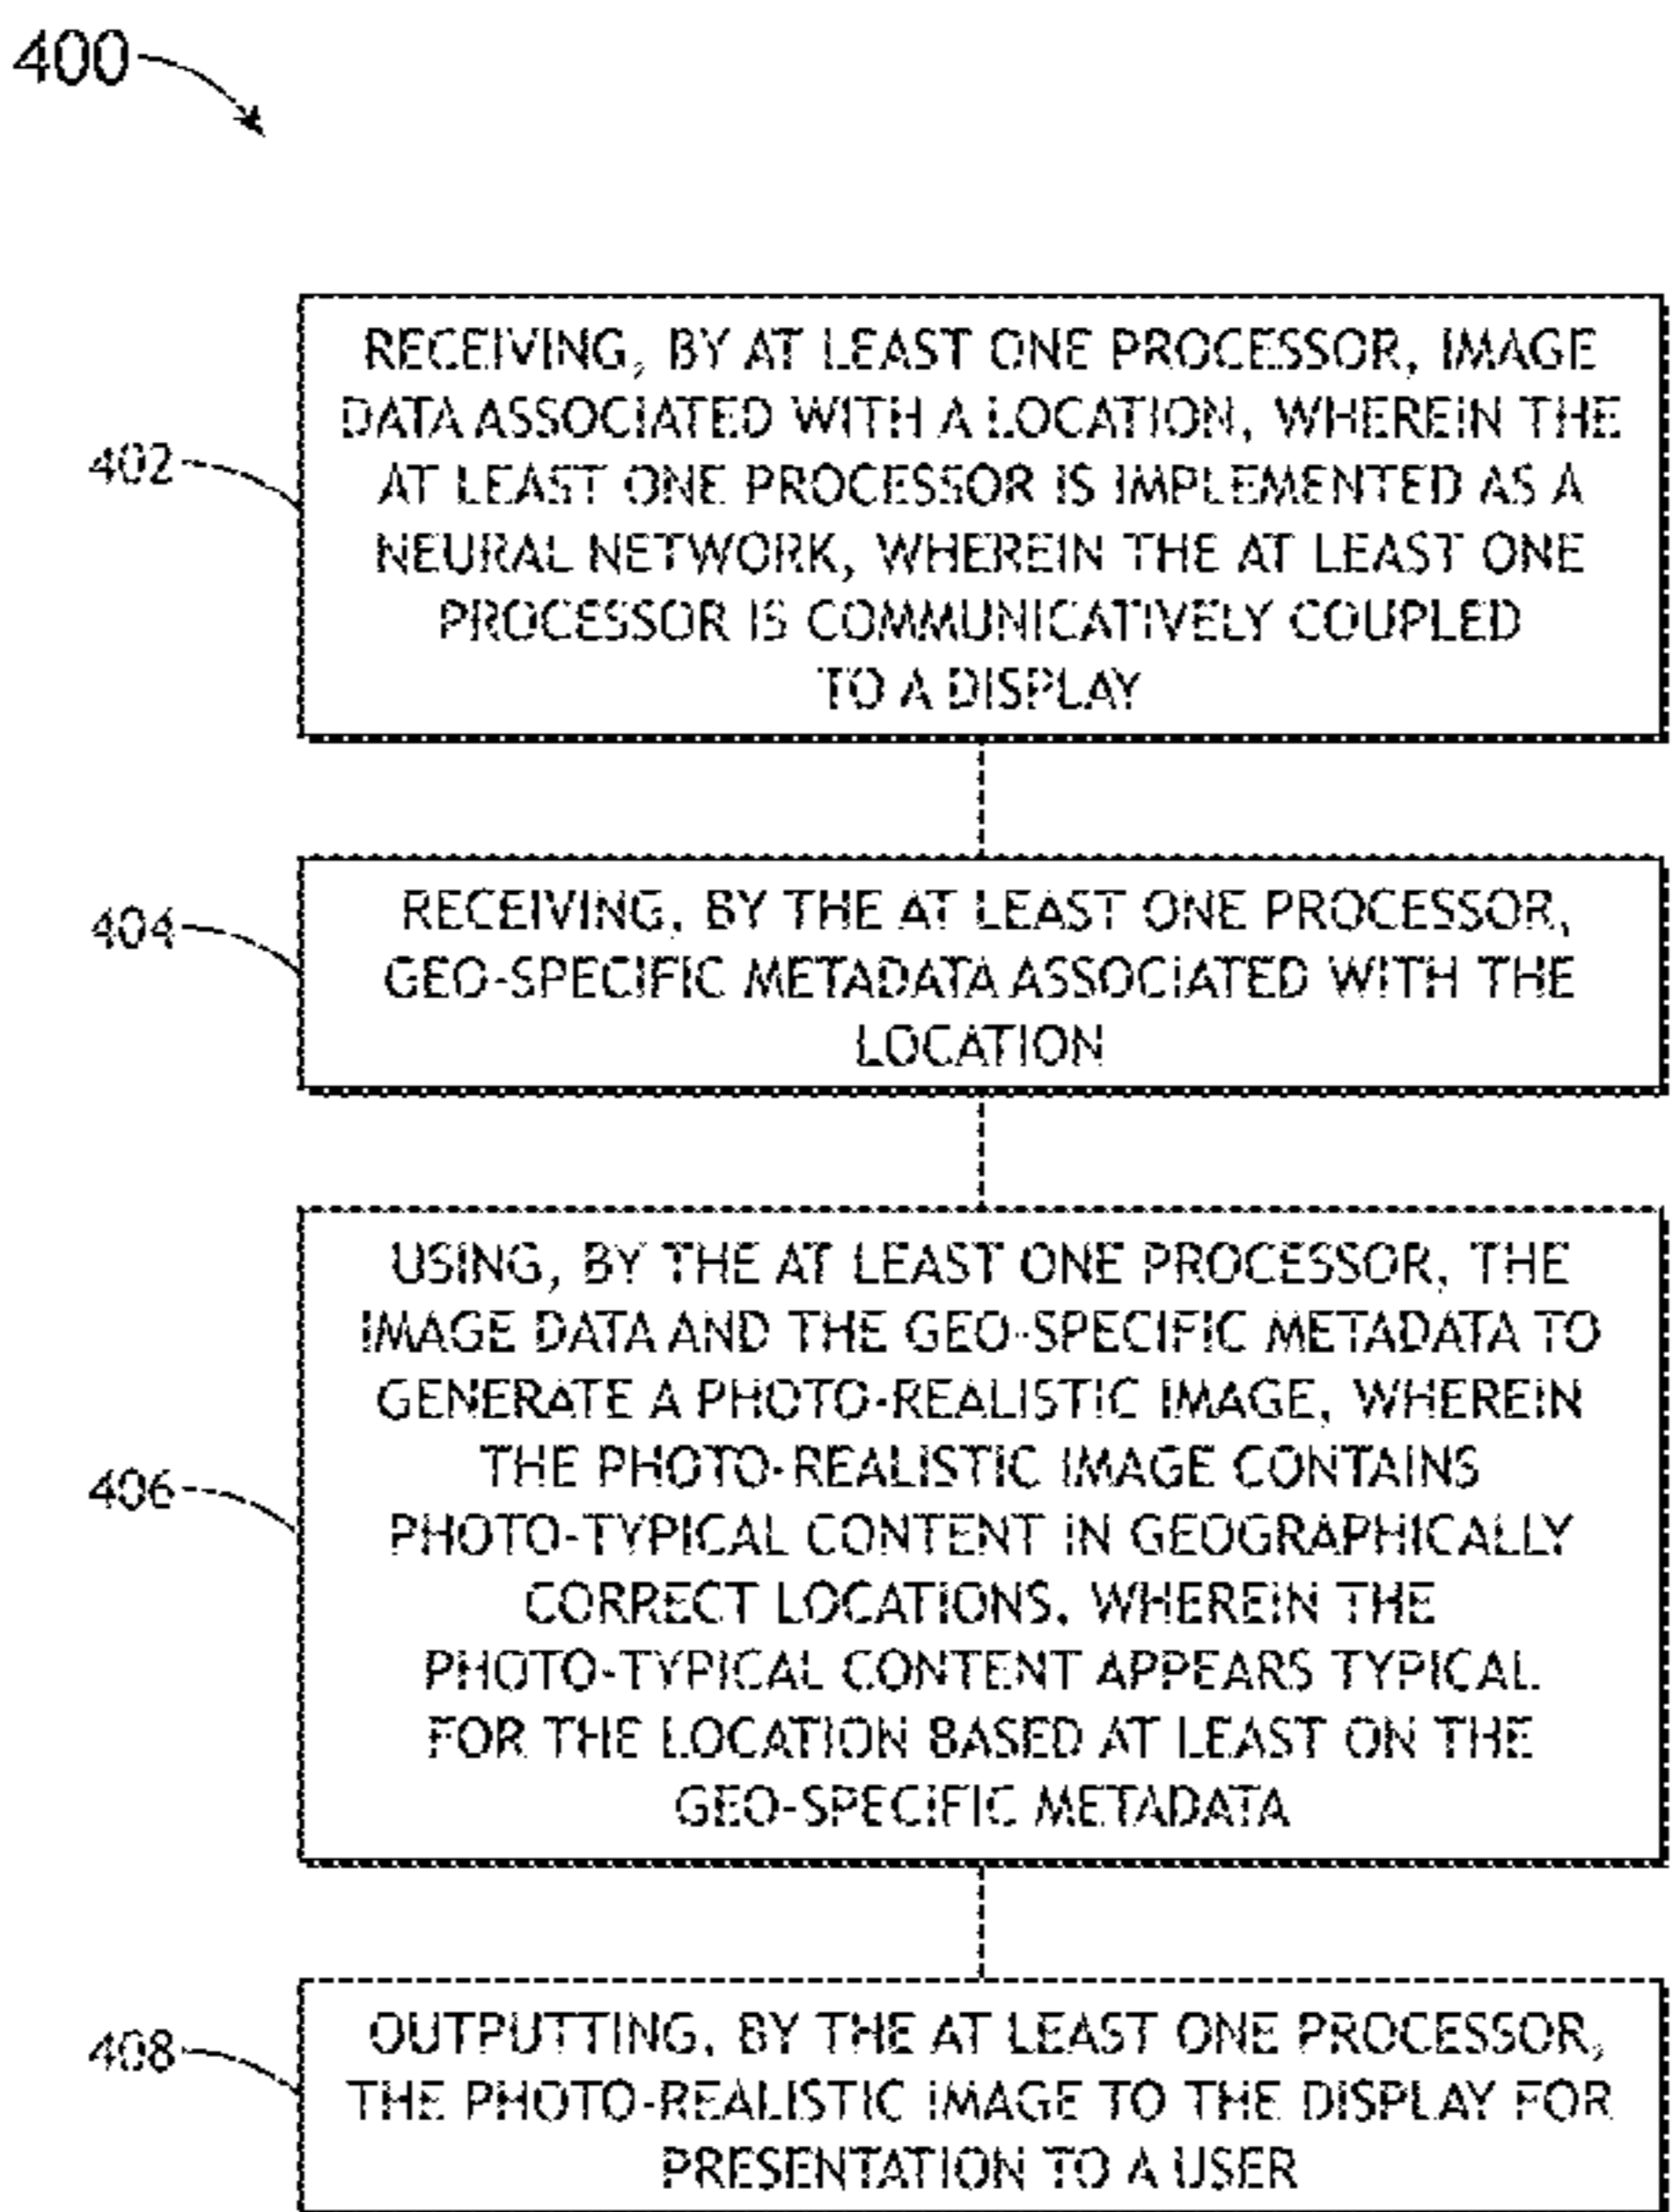 400
402
RECEIVING, BY AT LEAST ONE PROCESSOR, IMAGE
DATA ASSOCIATED WITH A LOCATION, WHEREIN THE
AT LEAST ONE PROCESSOR IS IMPLEMENTED AS A
NEURAL NETWORK, WHEREIN THE AT LEAST ONE
PROCESSOR IS COMMUNICATIVELY COUPLED
TO A DISPLAY
404
RECEIVING, BY THE AT LEAST ONE PROCESSOR,
GEO-SPECIFIC METADATA ASSOCIATED WITH THE
LOCATION
406
USING, BY THE AT LEAST ONE PROCESSOR, THE
IMAGE DATA AND THE GEO-SPECIFIC METADATA TO
GENERATE A PHOTO-REALISTIC IMAGE, WHEREIN
THE PHOTO-REALISTIC IMAGE CONTAINS
PHOTO-TYPICAL CONTENT IN GEOGRAPHICALLY
CORRECT LOCATIONS, WHEREIN THE
PHOTO-TYPICAL CONTENT APPEARS TYPICAL
FOR THE LOCATION BASED AT LEAST ON THE
GEO-SPECIFIC METADATA
408
OUTPUTTING, BY THE AT LEAST ONE PROCESSOR,
THE PHOTO-REALISTIC IMAGE TO THE DISPLAY FOR
PRESENTATION TO A USER